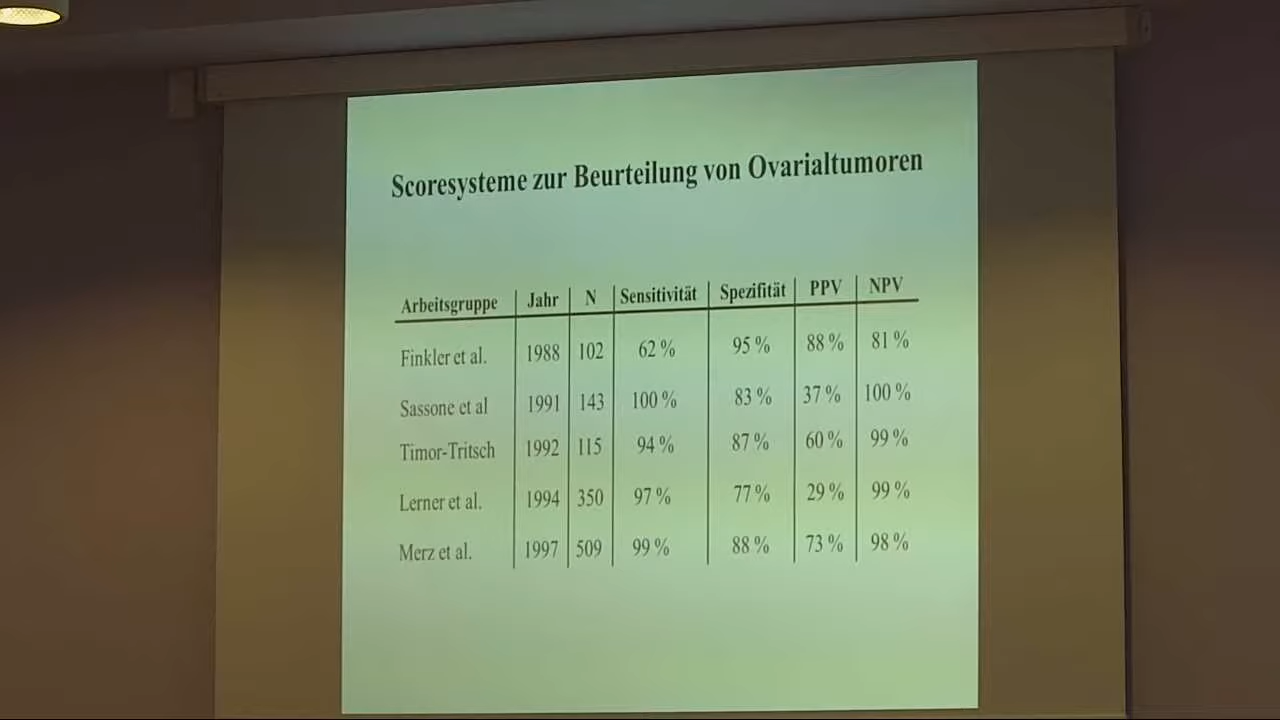 Scoresysteme zur Beurteilung von Ovarialtumoren
Arbeitsgruppe Jahr N Sensitivität Spezifität PPV NPV
Finkler et al. 1988 102 62 % 95 % 88 % 81 %
Sassone et al 1991 143 100 % 83 % 37 % 100 %
Timor-Tritsch 1992 115 94 % 87 % 60 % 99 %
Lerner et al. 1994 350 97 % 77 % 29 % 99 %
Merz et al. 1997 509 99 % 88 % 73 % 98 %